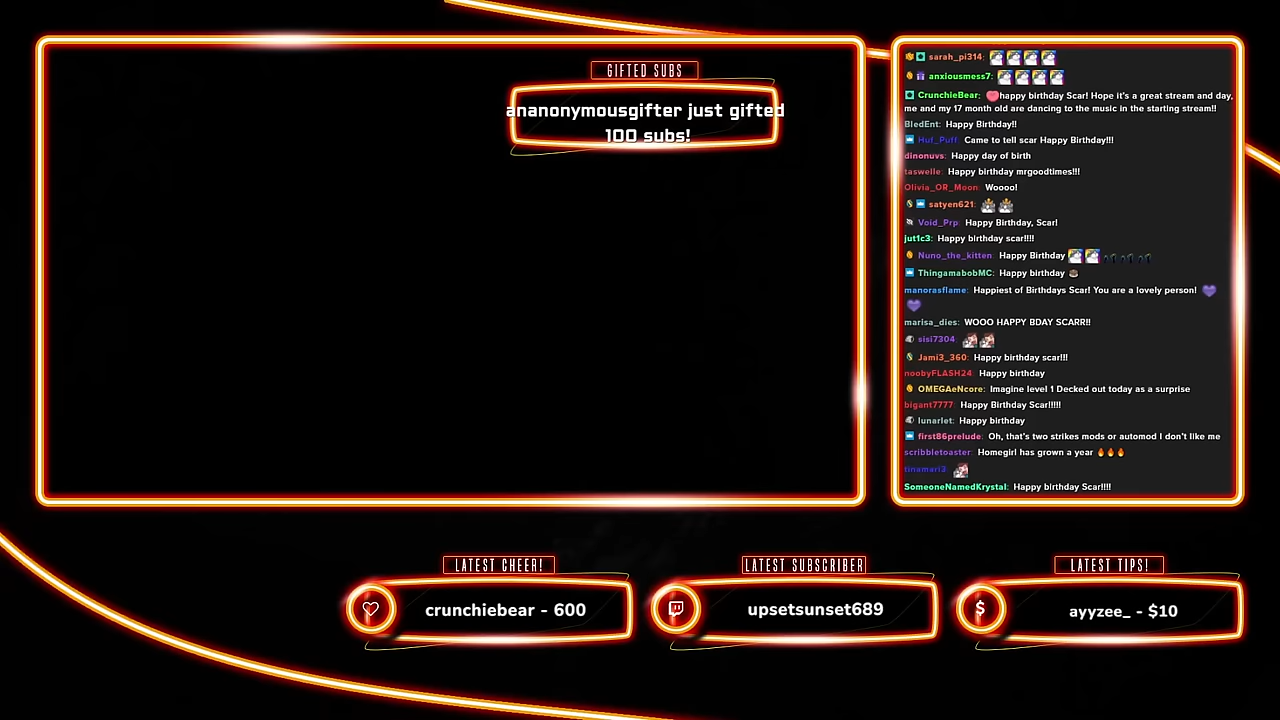 GIFTED SUBS
ananonymousgifter just gifted
100 subs!
sarah_pi314:
anxiousmess7:
CrunchieBear: happy birthday Scar! Hope it's a great stream and day,
me and my 17 month old are dancing to the music in the starting stream!!
BledEnt: Happy Birthday!!
Huf_Puff: Came to tell scar Happy Birthday!!!
dinonuvs: Happy day of birth
taswelle: Happy birthday mrgoodtimes!!!
Olivia_OR_Moon: Woooo!
satyen621:
Void_Prp: Happy Birthday, Scar!
jut1c3: Happy birthday scar!!!!
Nuno_the_kitten: Happy Birthday
ThingamabobMC: Happy birthday
manorasflame: Happiest of Birthdays Scar! You are a lovely person!
marisa_dies: WOOO HAPPY BDAY SCARR!!
sisi7304:
Jami3_360: Happy birthday scar!!!
noobyFLASH24: Happy birthday
OMEGAeNcore: Imagine level 1 Decked out today as a surprise
bigant7777: Happy Birthday Scar!!!!!
lunarlet: Happy birthday
first86prelude: Oh, that's two strikes mods or automod I don't like me
scribbletoaster: Homegirl has grown a year
tinamari3:
SomeoneNamedKrystal: Happy birthday Scar!!!!
LATEST CHEER!
crunchiebear - 600
LATEST SUBSCRIBER
upsetsunset689
LATEST TIPS!
$
ayyzee_ - $10